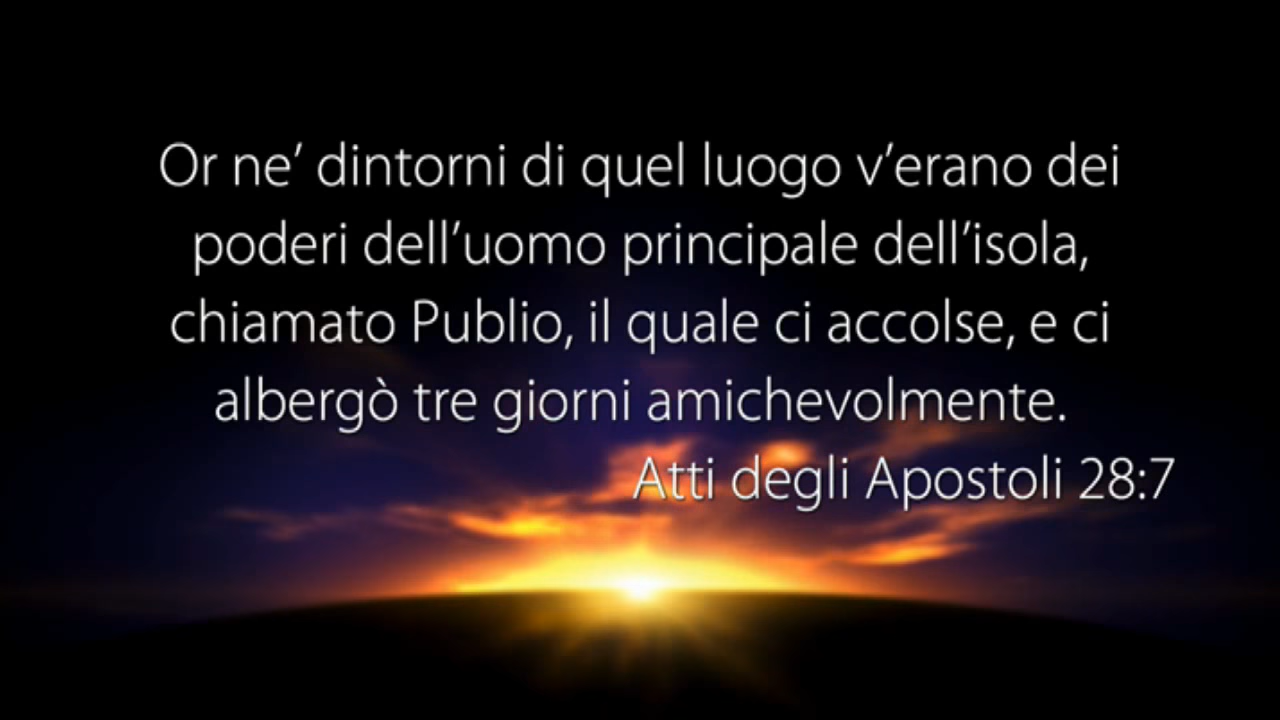 Or ne’ dintorni di quel luogo v’erano dei
poderi dell’uomo principale dell’isola,
chiamato Publio, il quale ci accolse, e ci
albergò tre giorni amichevolmente.
Atti degli Apostoli 28:7